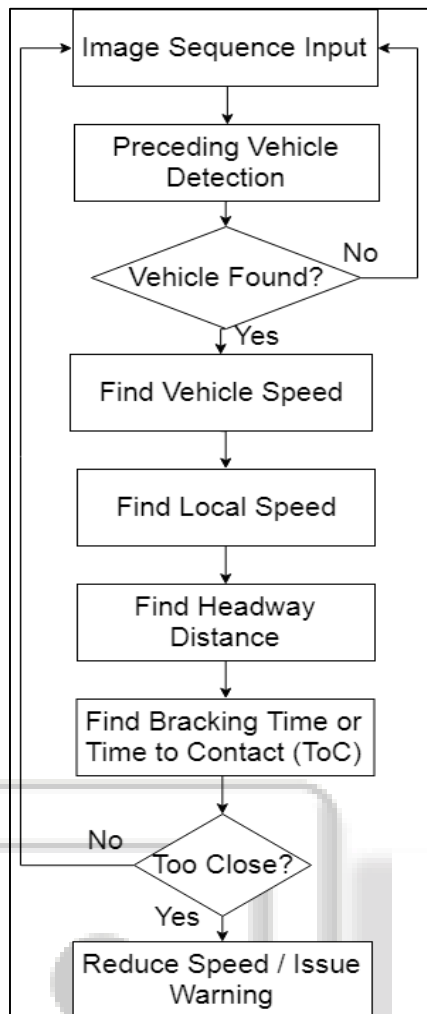 Image Sequence Input
Preceding Vehicle
Detection
No
Vehicle Found?
Yes
Find Vehicle Speed
Find Local Speed
Find Headway
Distance
Find Bracking Time or
Time to Contact (ToC)
No
Too Close?
Yes
Reduce Speed / Issue
Warning